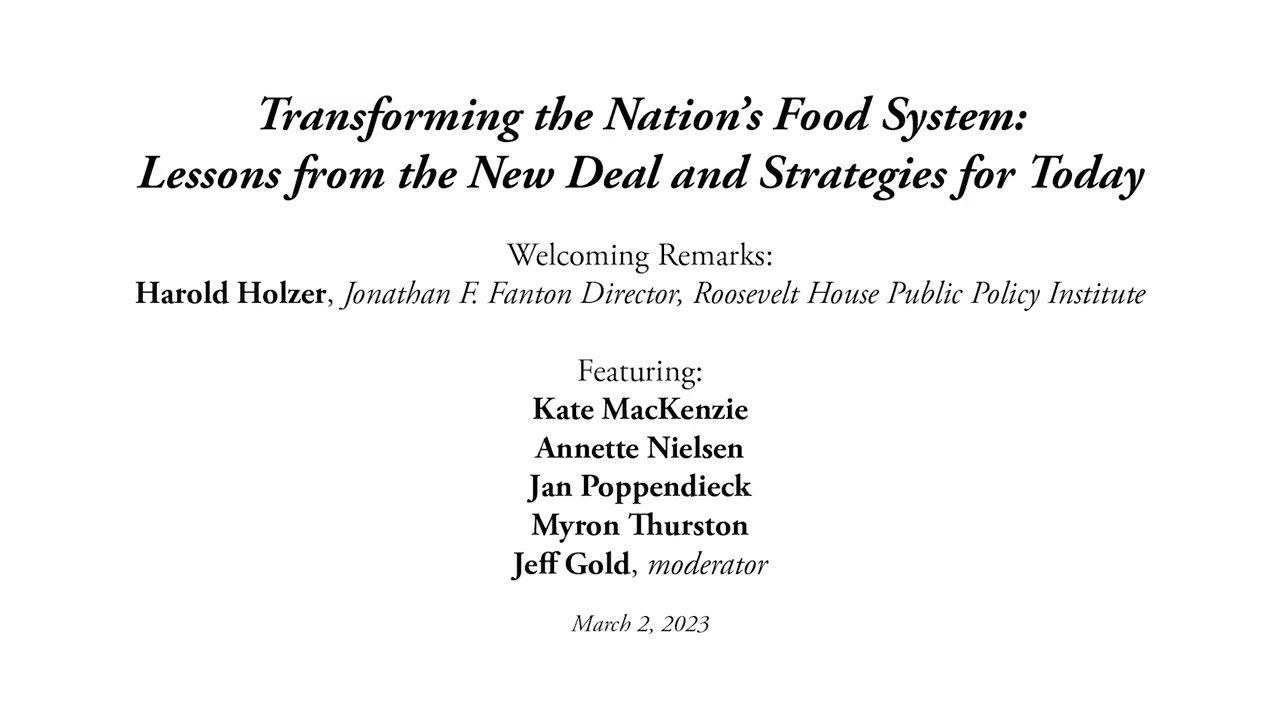 Transforming the Nation’s Food System:
Lessons from the New Deal and Strategies for Today
Welcoming Remarks:
Harold Holzer, Jonathan F. Fanton Director, Roosevelt House Public Policy Institute
Featuring:
Kate MacKenzie
Annette Nielsen
Jan Poppendieck
Myron Thurston
Jeff Gold, moderator
March 2, 2023